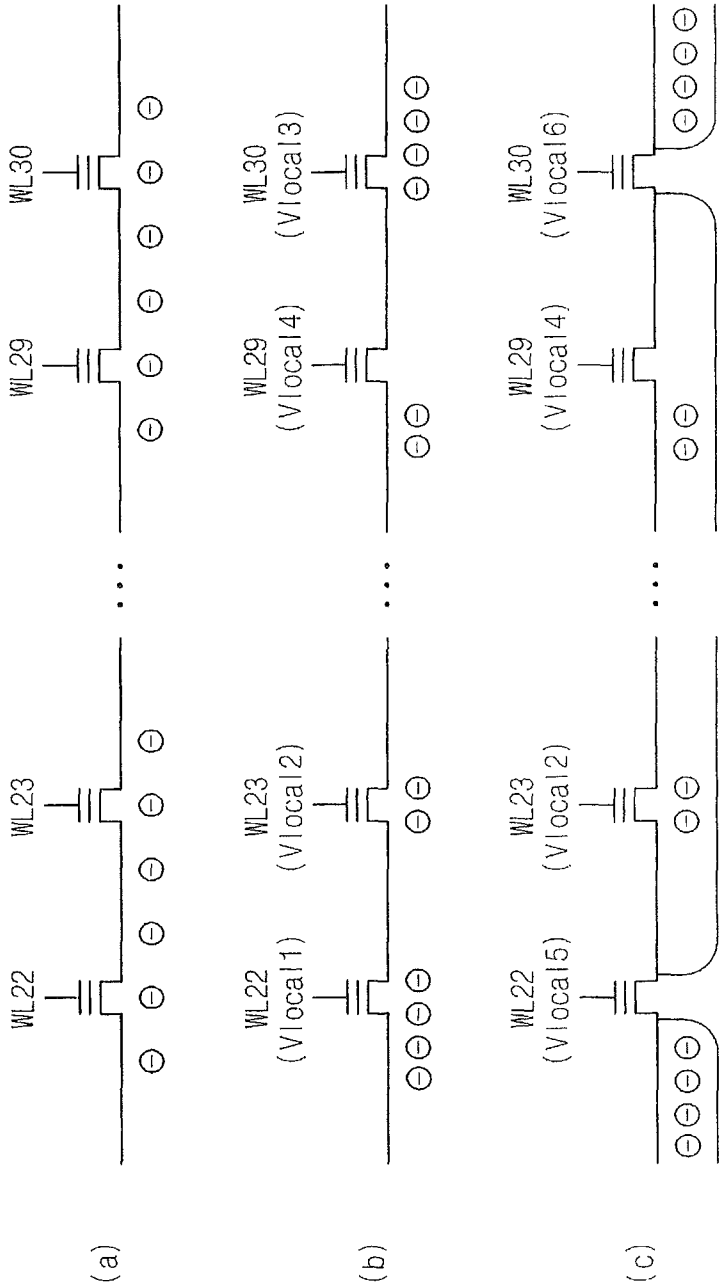 (a)
WL22
WL23
...
WL29
WL30
(b)
WL22
(Vlocal1)
WL23
(Vlocal2)
...
WL29
(Vlocal4)
WL30
(Vlocal3)
(c)
WL22
(Vlocal5)
WL23
(Vlocal2)
...
WL29
(Vlocal4)
WL30
(Vlocal6)